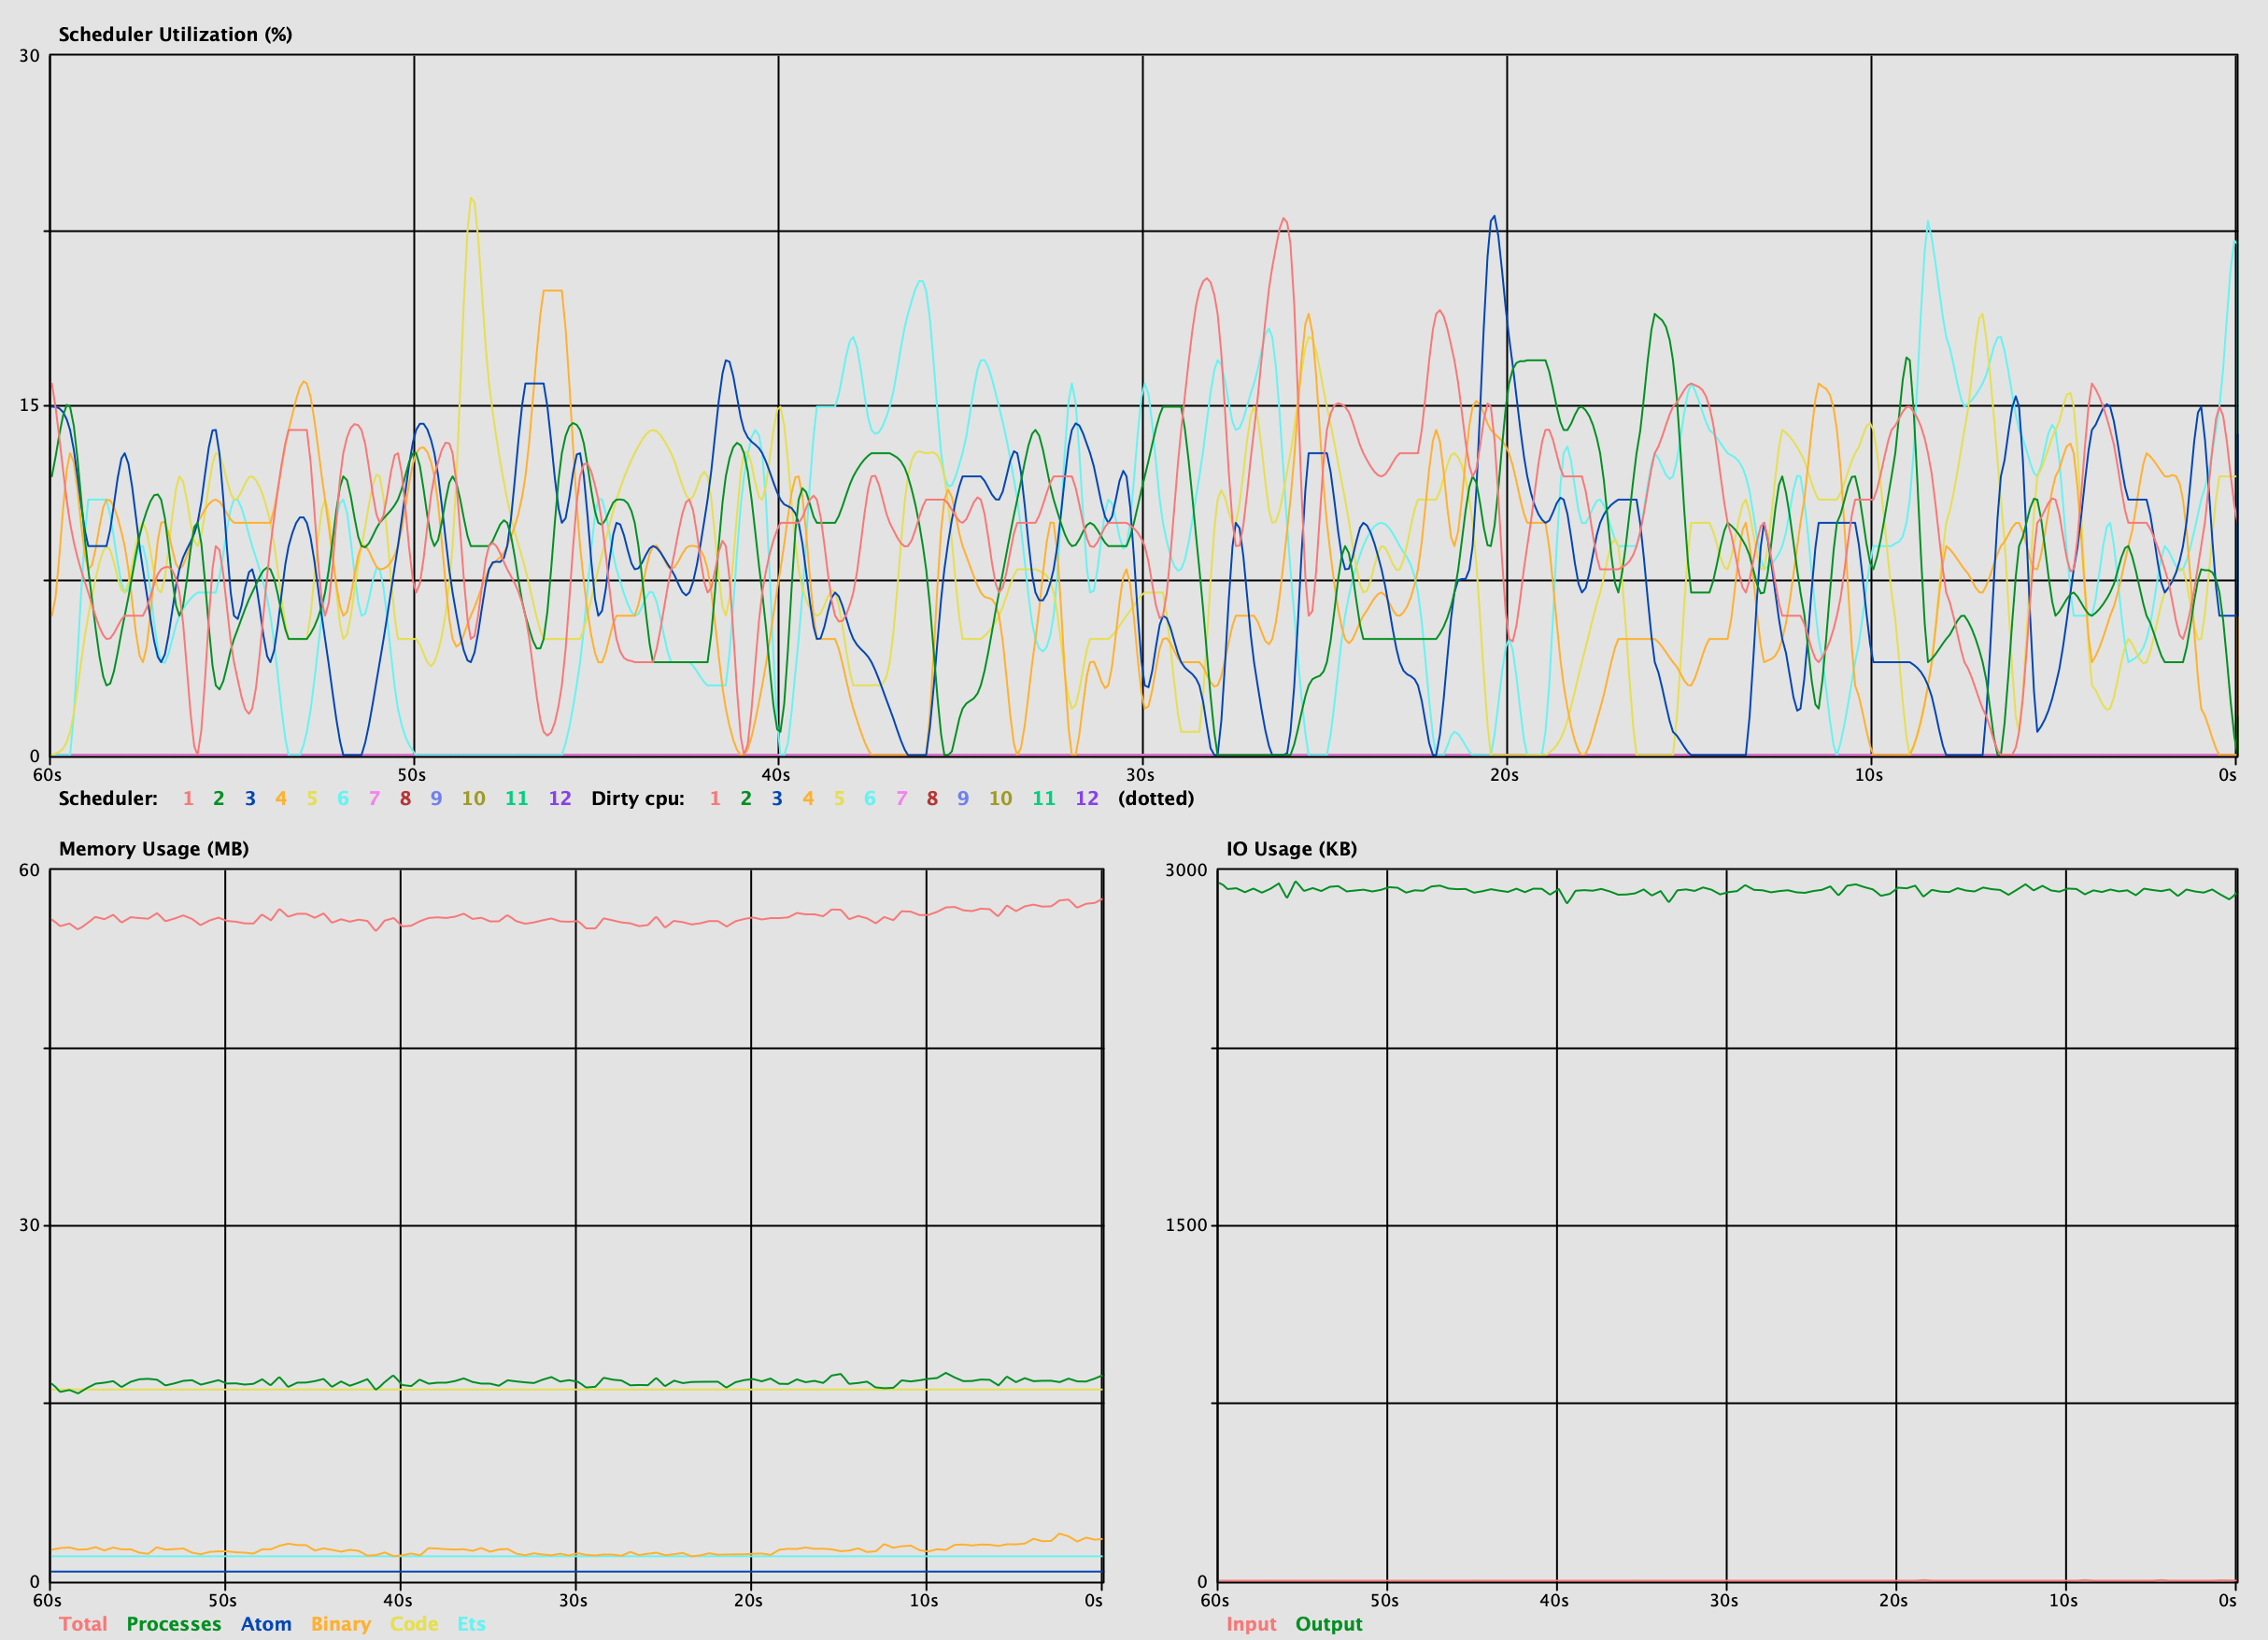 Scheduler Utilization (%)
30
15
0
60s 50s 40s 30s 20s 10s 0s
Scheduler: 1 2 3 4 5 6 7 8 9 10 11 12 Dirty cpu: 1 2 3 4 5 6 7 8 9 10 11 12 (dotted)
Memory Usage (MB)
60
30
0
60s 50s 40s 30s 20s 10s 0s
Total Processes Atom Binary Code Ets
IO Usage (KB)
3000
1500
0
60s 50s 40s 30s 20s 10s 0s
Input Output